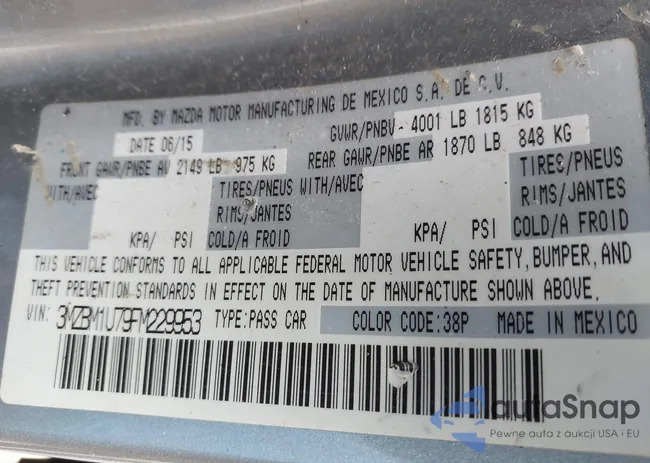 MFD. BY MAZDA MOTOR MANUFACTURING DE MEXICO S.A. DE C.V.
DATE 06/15 GVWR/PNBV- 4001 LB 1815 KG
FRONT GAWR/PNBE AV 2149 LB 975 KG REAR GAWR/PNBE AR 1870 LB 848 KG
WITH/AVEC TIRES/PNEUS WITH/AVEC TIRES/PNEUS
RIMS/JANTES RIMS/JANTES
KPA/ PSI COLD/A FROID KPA/ PSI COLD/A FROID
THIS VEHICLE CONFORMS TO ALL APPLICABLE FEDERAL MOTOR VEHICLE SAFETY, BUMPER, AND
THEFT PREVENTION STANDARDS IN EFFECT ON THE DATE OF MANUFACTURE SHOWN ABOVE.
VIN: 3MZBM1U79FM229953 TYPE:PASS CAR COLOR CODE:38P MADE IN MEXICO
autaSnap
Pewne auta z aukcji USA i EU